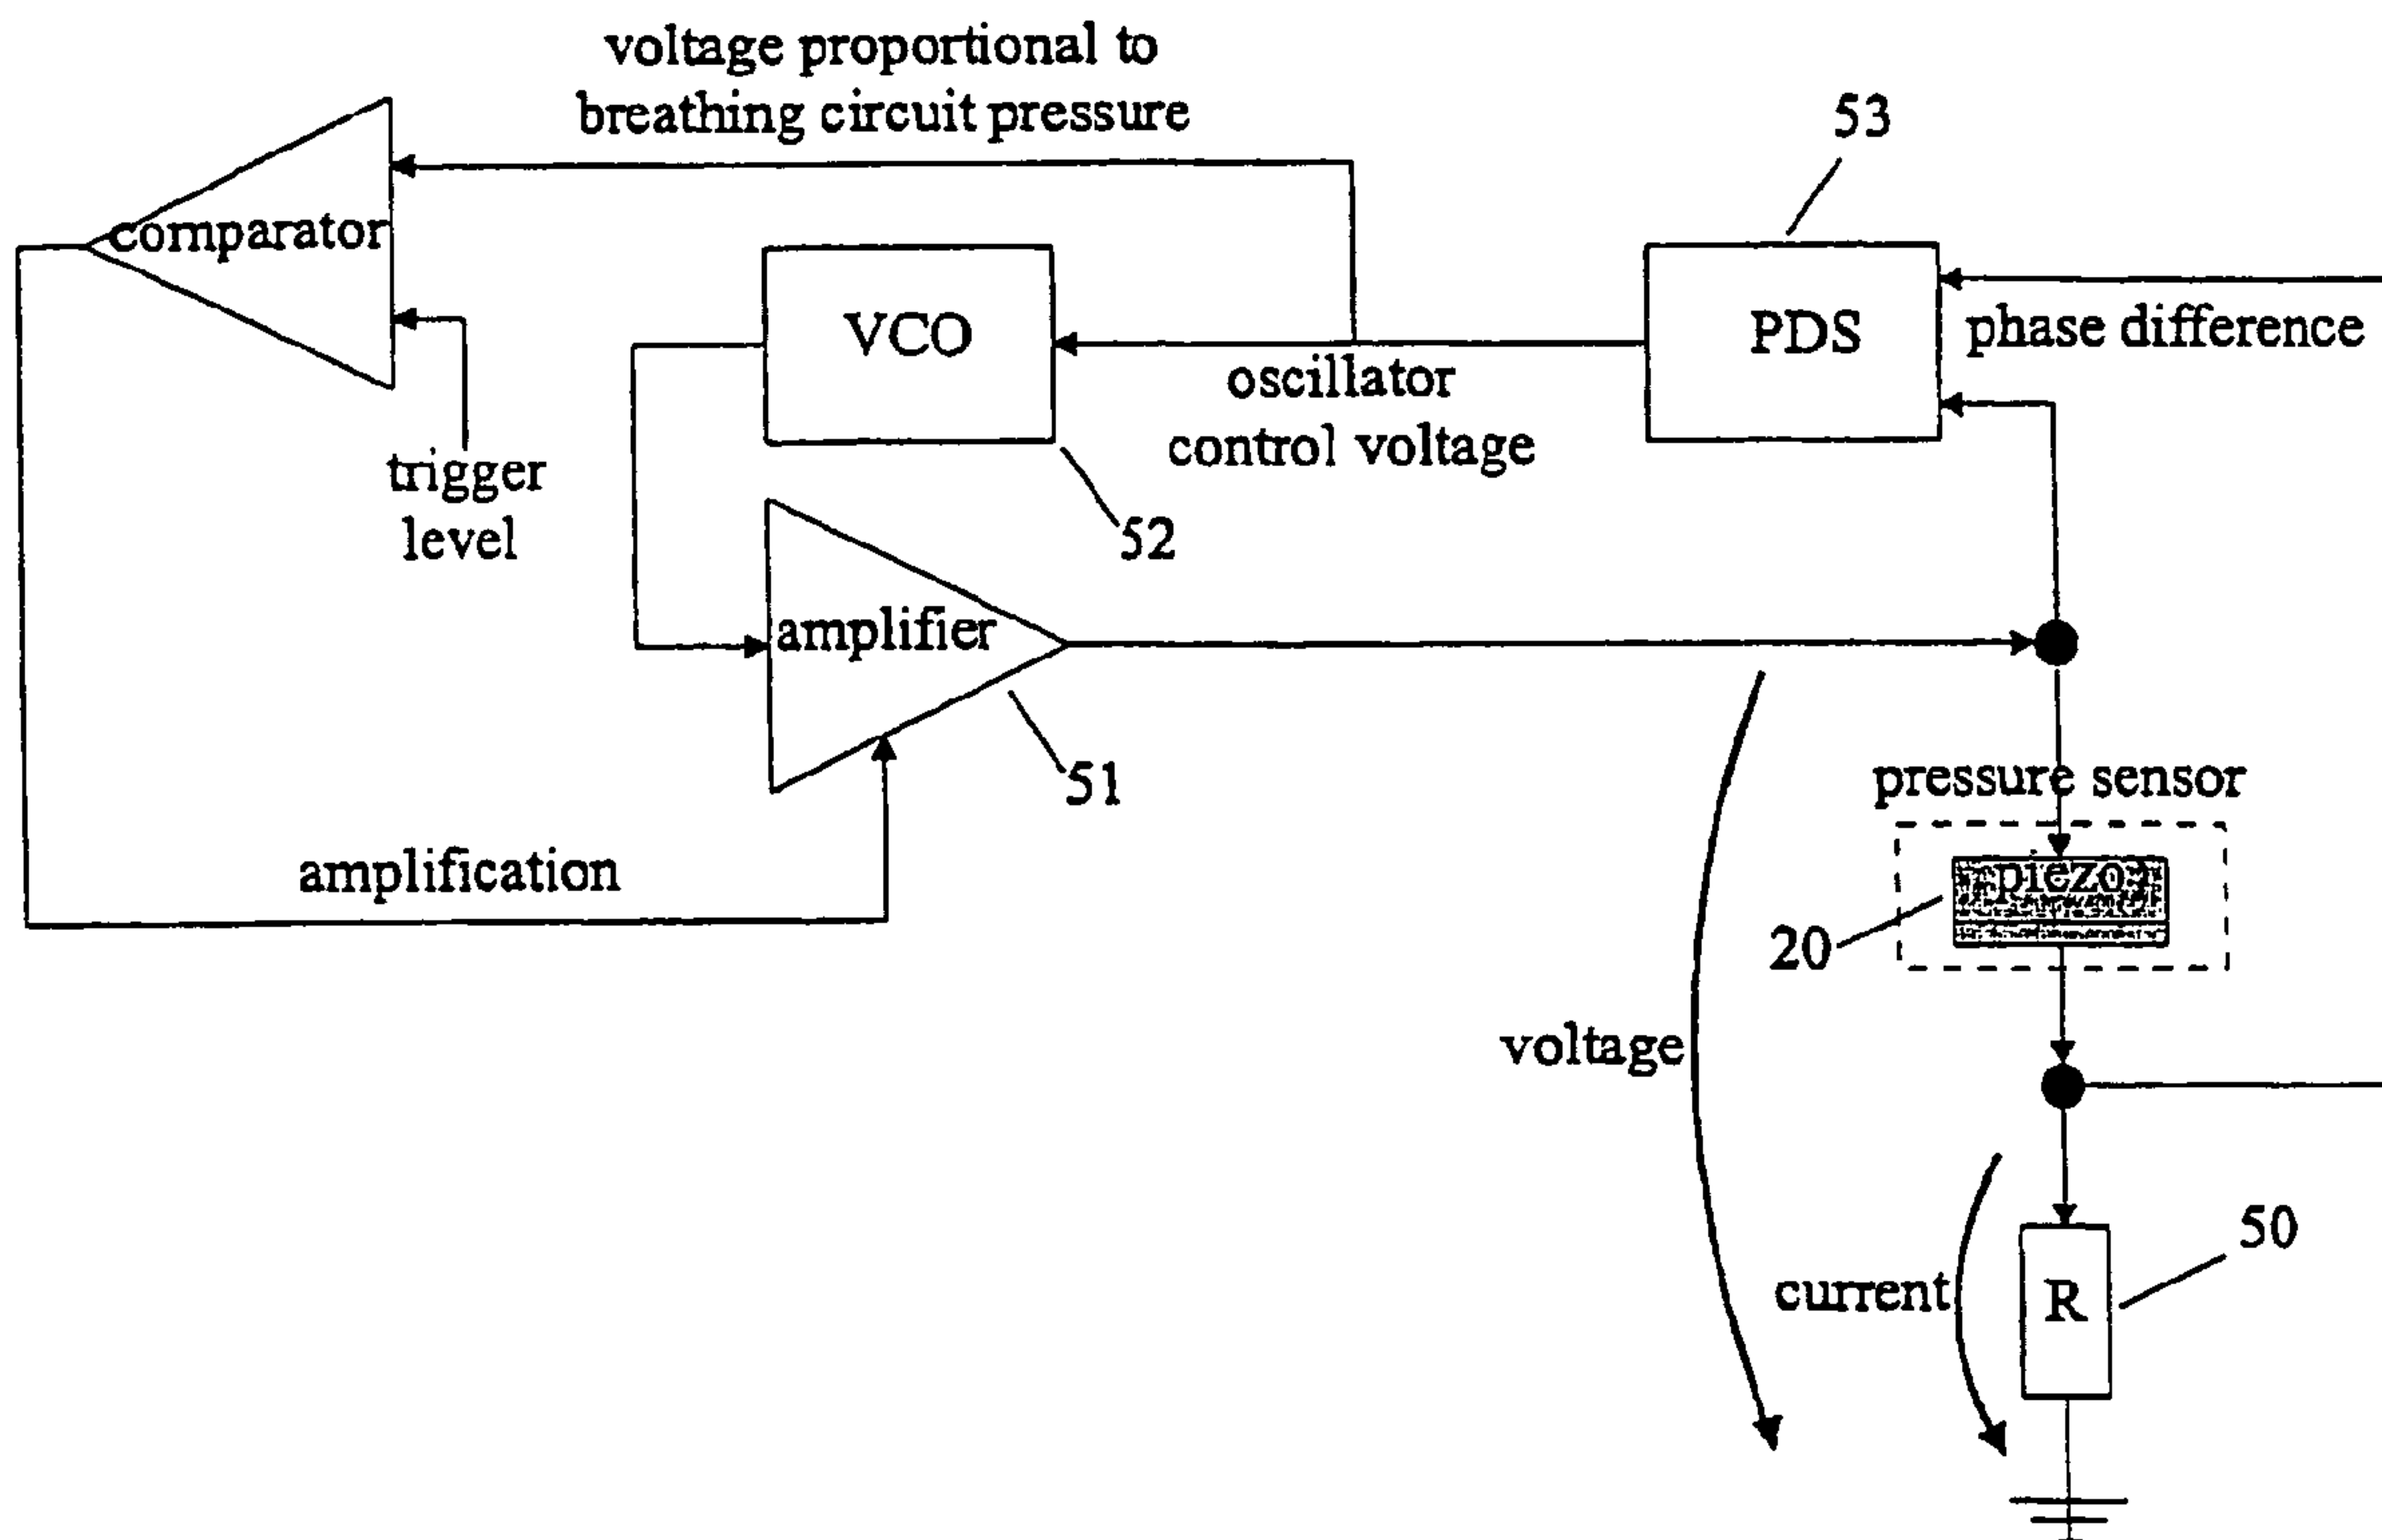 voltage proportional to
breathing circuit pressure
53
comparator
VCO
PDS
phase difference
oscillator
control voltage
trigger
level
52
amplifier
51
pressure sensor
amplification
piezo
20
voltage
50
current
R